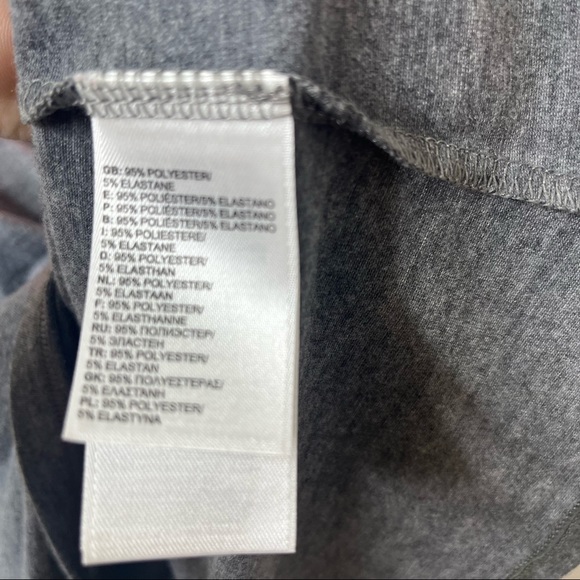 GB: 95% POLYESTER/
5% ELASTANE
E: 95% POLIÉSTER/5% ELASTANO
P: 95% POLIÉSTER/5% ELASTANO
B: 95% POLIÉSTER/5% ELASTANO
I: 95% POLIESTERE/
5% ELASTANE
D: 95% POLYESTER/
5% ELASTHAN
NL: 95% POLYESTER/
5% ELASTAAN
F: 95% POLYESTER/
5% ELASTHANNE
RU: 95% ПОЛИЭСТЕР/
5% ЭЛАСТЕН
TR: 95% POLYESTER/
5% ELASTAN
GK: 95% ΠΟΛΥΕΣΤΕΡΑΣ/
5% ΕΛΑΣΤΑΝΗ
PL: 95% POLYESTER/
5% ELASTYNA